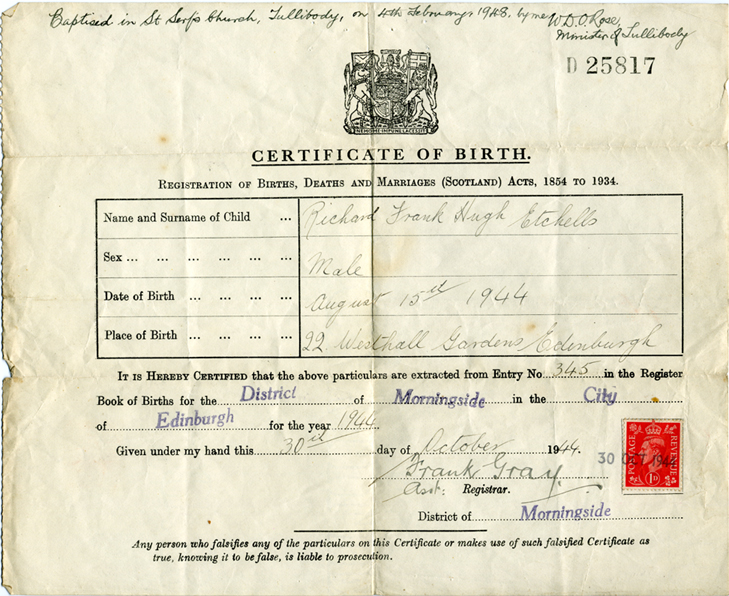 Baptised in St Serfs Church, Tullibody, on 4th February 1948. by me W.D.O. Rose,
Minister of Tullibody
D 25817
NEMO ME IMPUNE LACESSIT
CERTIFICATE OF BIRTH.
REGISTRATION OF BIRTHS, DEATHS AND MARRIAGES (SCOTLAND) ACTS, 1854 TO 1934.
Name and Surname of Child ... Richard Frank Hugh Etchells
Sex ... ... ... ... ... Male
Date of Birth ... ... ... ... August 15th 1944
Place of Birth ... ... ... ... 22 Westhall Gardens Edinburgh
IT IS HEREBY CERTIFIED that the above particulars are extracted from Entry No. 345 in the Register
Book of Births for the District of Morningside in the City
of Edinburgh for the year 1944.
Given under my hand this 30th day of October 1944.
Frank Gray.
Asst: Registrar.
30 OCT 1944
POSTAGE REVENUE
1D
District of Morningside
Any person who falsifies any of the particulars on this Certificate or makes use of such falsified Certificate as
true, knowing it to be false, is liable to prosecution.